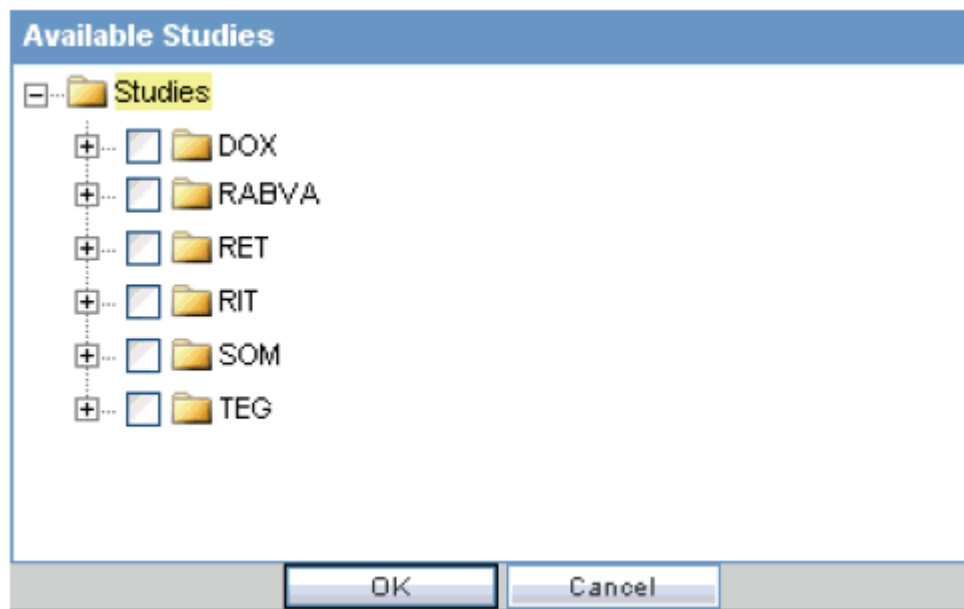 Available Studies
Studies
DOX
RABVA
RET
RIT
SOM
TEG
OK Cancel